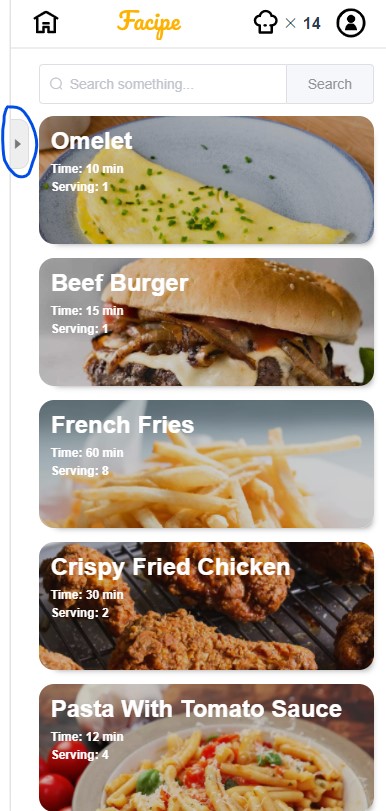 Facipe
× 14
Search something...
Search
Omelet
Time: 10 min
Serving: 1
Beef Burger
Time: 15 min
Serving: 1
French Fries
Time: 60 min
Serving: 8
Crispy Fried Chicken
Time: 30 min
Serving: 2
Pasta With Tomato Sauce
Time: 12 min
Serving: 4